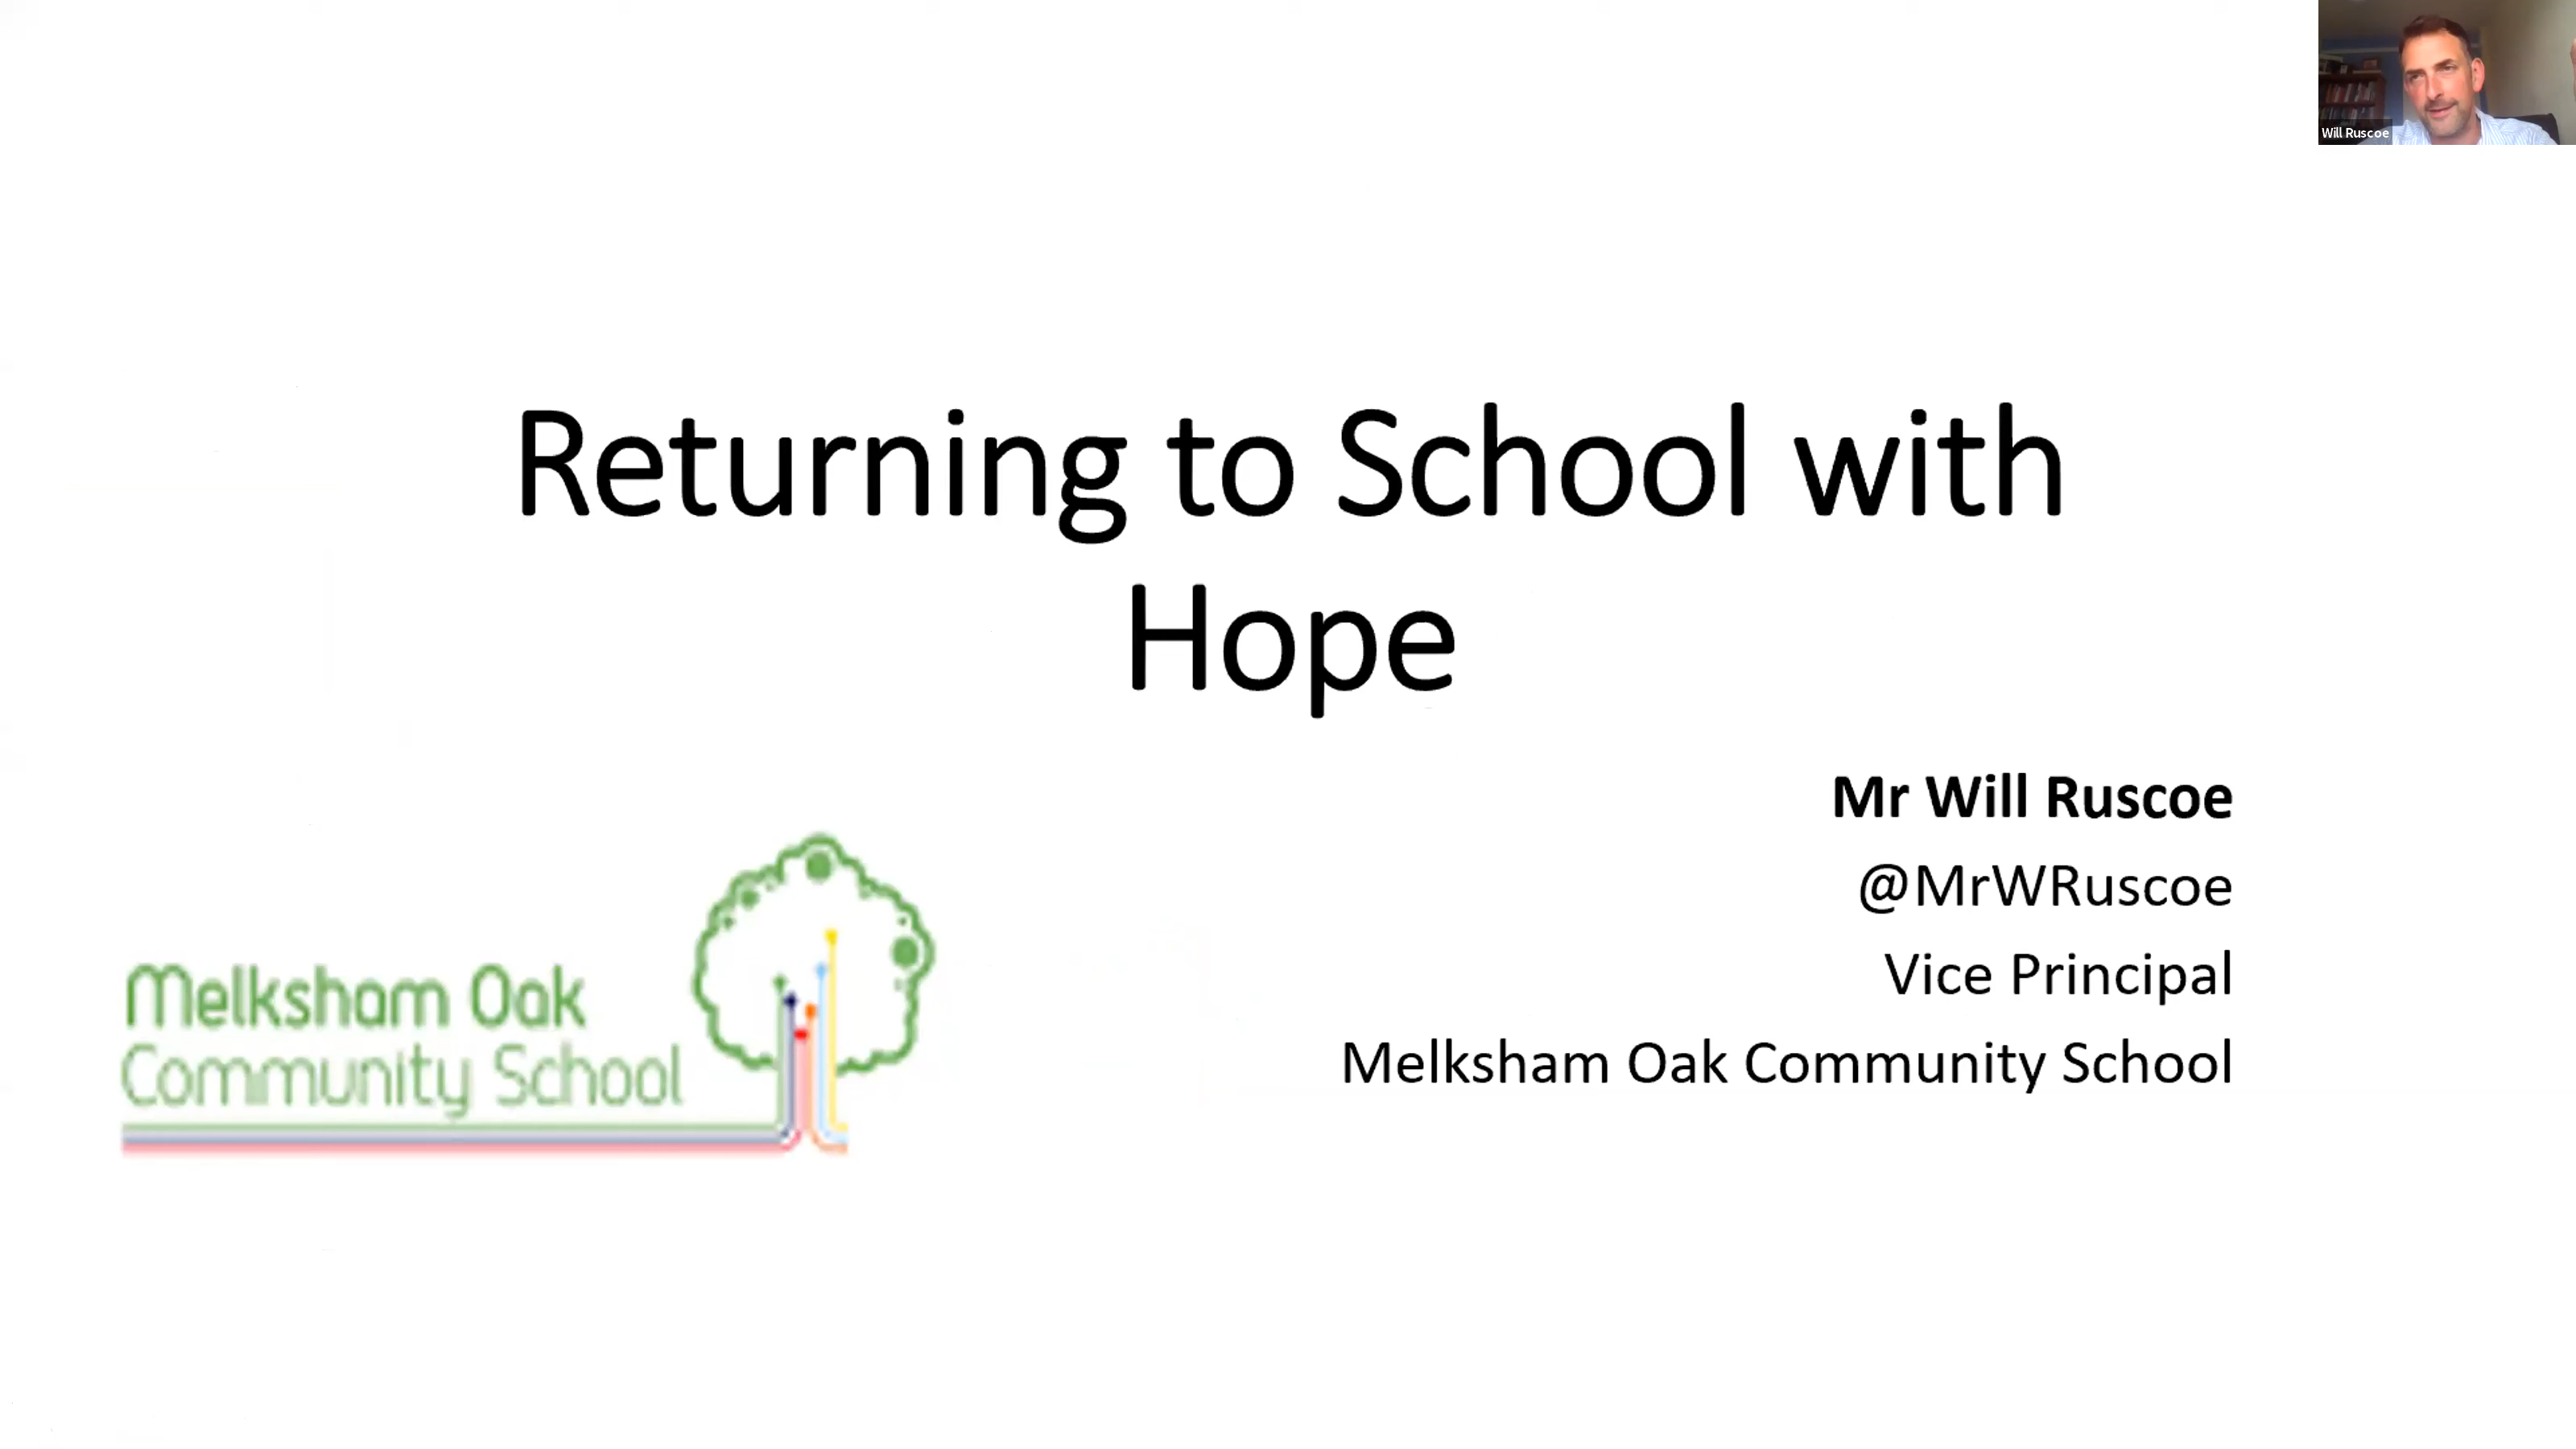 Will Ruscoe
Returning to School with
Hope
Mr Will Ruscoe
@MrWRuscoe
Vice Principal
Melksham Oak Community School
Melksham Oak
Community School